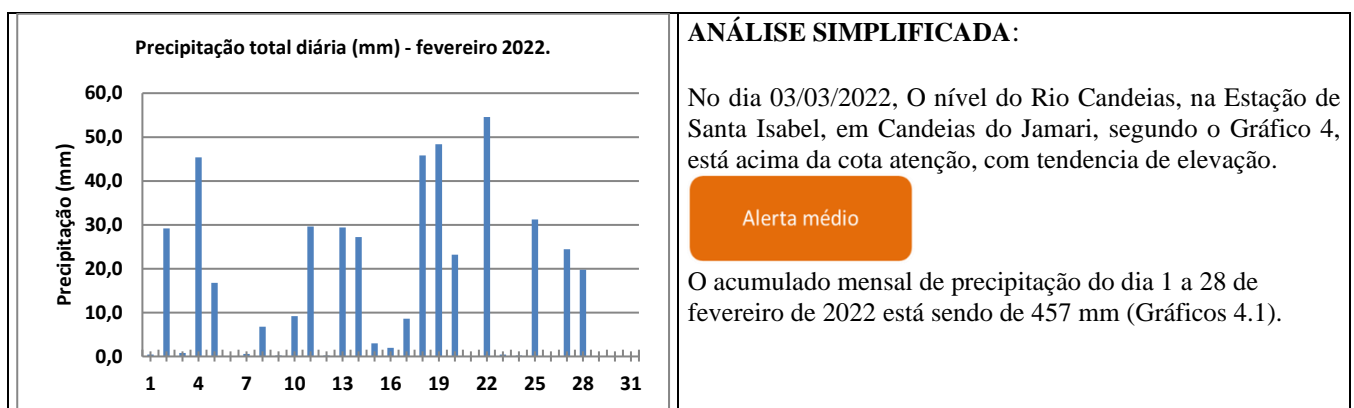 Precipitação total diária (mm) - fevereiro 2022.
60,0
50,0
40,0
30,0
20,0
10,0
0,0
Precipitação (mm)
1 4 7 10 13 16 19 22 25 28 31
ANÁLISE SIMPLIFICADA:
No dia 03/03/2022, O nível do Rio Candeias, na Estação de
Santa Isabel, em Candeias do Jamari, segundo o Gráfico 4,
está acima da cota atenção, com tendencia de elevação.
Alerta médio
O acumulado mensal de precipitação do dia 1 a 28 de
fevereiro de 2022 está sendo de 457 mm (Gráficos 4.1).